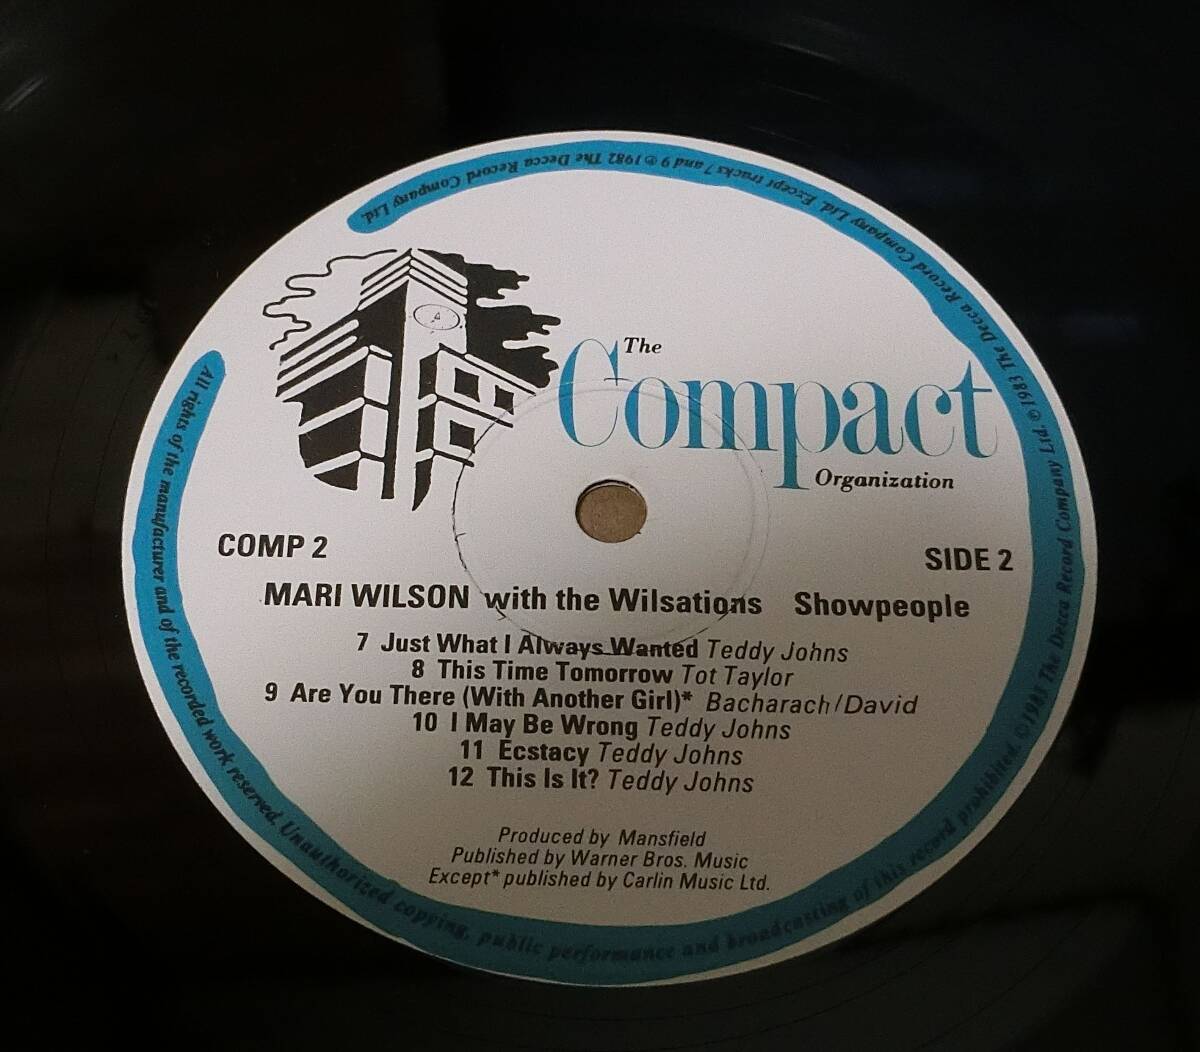 The
Compact
Organization
COMP 2
SIDE 2
MARI WILSON with the Wilsations Showpeople
7 Just What I Always Wanted Teddy Johns
8 This Time Tomorrow Tot Taylor
9 Are You There (With Another Girl)* Bacharach/David
10 I May Be Wrong Teddy Johns
11 Ecstacy Teddy Johns
12 This Is It? Teddy Johns
Produced by Mansfield
Published by Warner Bros. Music
Except* published by Carlin Music Ltd.
All rights of the manufacturer and of the recorded work reserved. Unauthorized copying, public performance and broadcasting of this record prohibited. ©1983 The Decca Record Company Ltd. ℗1983 The Decca Record Company Ltd. Except tracks 7 and 9 ℗1982 The Decca Record Company Ltd.